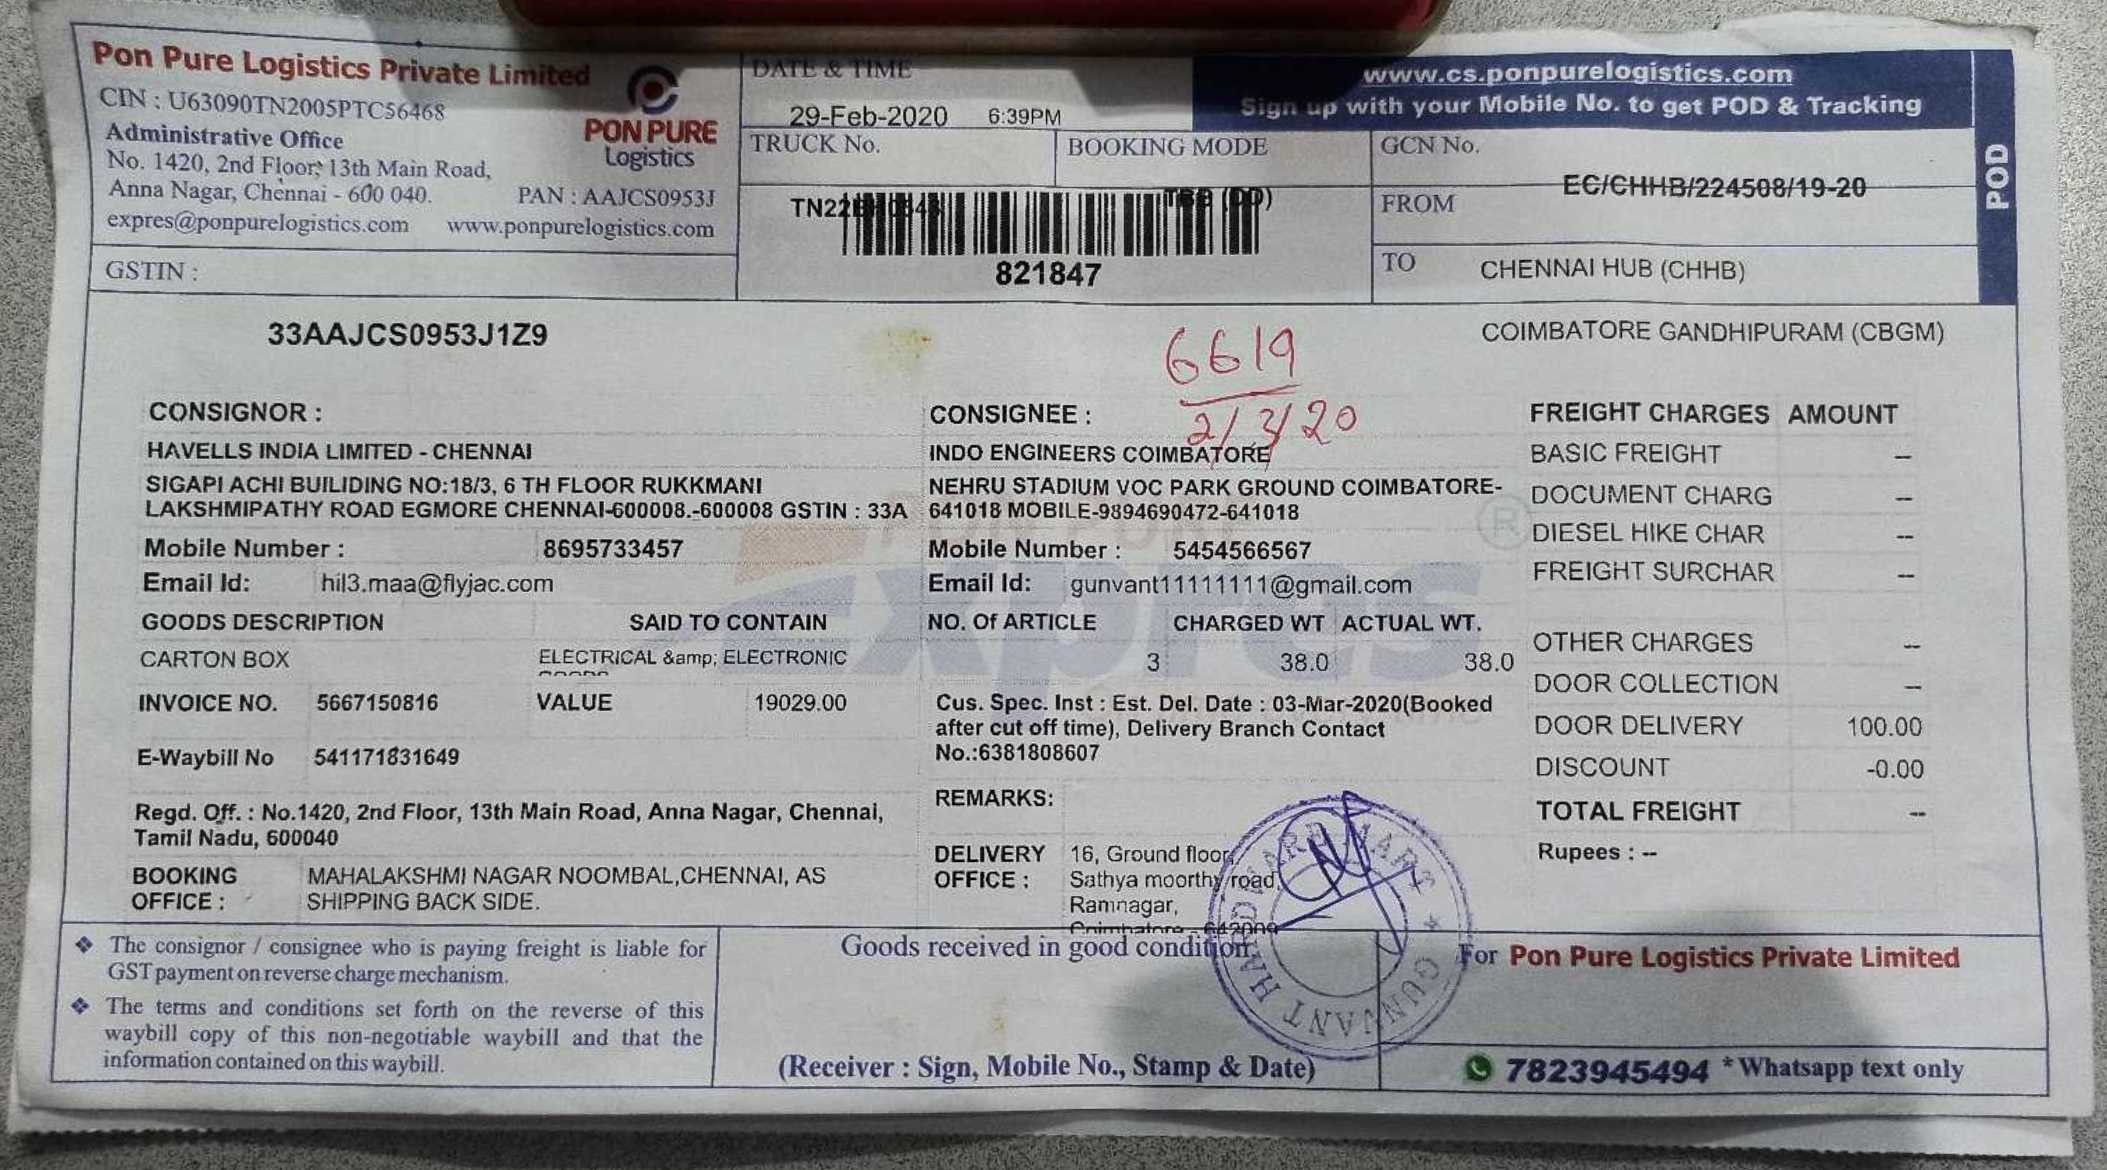 Pon Pure Logistics Private Limited
CIN : U63090TN2005PTC56468
Administrative Office
No. 1420, 2nd Floor, 13th Main Road,
Anna Nagar, Chennai - 600 040. PAN : AAJCS0953J
expres@ponpurelogistics.com www.ponpurelogistics.com
PON PURE
Logistics
GSTIN :
DATE & TIME
29-Feb-2020 6:39PM
TRUCK No. BOOKING MODE
821847
www.cs.ponpurelogistics.com
Sign up with your Mobile No. to get POD & Tracking
POD
GCN No.
EC/CHHB/224508/19-20
FROM
TO CHENNAI HUB (CHHB)
33AAJCS0953J1Z9
6619
2/3/20
COIMBATORE GANDHIPURAM (CBGM)
CONSIGNOR :
HAVELLS INDIA LIMITED - CHENNAI
SIGAPI ACHI BUILIDING NO:18/3, 6 TH FLOOR RUKKMANI
LAKSHMIPATHY ROAD EGMORE CHENNAI-600008.-600008 GSTIN : 33A
Mobile Number : 8695733457
Email Id: hil3.maa@flyjac.com
CONSIGNEE :
INDO ENGINEERS COIMBATORE
NEHRU STADIUM VOC PARK GROUND COIMBATORE-
641018 MOBILE-9894690472-641018
Mobile Number : 5454566567
Email Id: gunvant11111111@gmail.com
GOODS DESCRIPTION SAID TO CONTAIN
CARTON BOX ELECTRICAL &amp; ELECTRONIC
INVOICE NO. 5667150816 VALUE 19029.00
E-Waybill No 541171831649
NO. Of ARTICLE CHARGED WT ACTUAL WT.
3 38.0 38.0
Cus. Spec. Inst : Est. Del. Date : 03-Mar-2020(Booked
after cut off time), Delivery Branch Contact
No.:6381808607
Regd. Off. : No.1420, 2nd Floor, 13th Main Road, Anna Nagar, Chennai,
Tamil Nadu, 600040
BOOKING OFFICE : MAHALAKSHMI NAGAR NOOMBAL,CHENNAI, AS
SHIPPING BACK SIDE.
REMARKS:
DELIVERY OFFICE : 16, Ground floor,
Sathya moorthy road,
Ramnagar,
Coimbatore - 642009
FREIGHT CHARGES AMOUNT
BASIC FREIGHT --
DOCUMENT CHARG --
DIESEL HIKE CHAR --
FREIGHT SURCHAR --
OTHER CHARGES --
DOOR COLLECTION --
DOOR DELIVERY 100.00
DISCOUNT -0.00
TOTAL FREIGHT --
Rupees : --
❖ The consignor / consignee who is paying freight is liable for
GST payment on reverse charge mechanism.
❖ The terms and conditions set forth on the reverse of this
waybill copy of this non-negotiable waybill and that the
information contained on this waybill.
Goods received in good condition
(Receiver : Sign, Mobile No., Stamp & Date)
GUNVANT HARDWARE MART
For Pon Pure Logistics Private Limited
7823945494 *Whatsapp text only